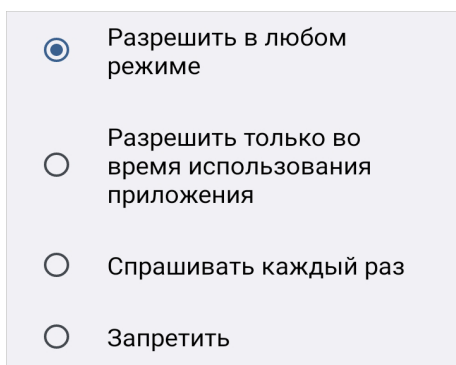 Разрешить в любом
режиме
Разрешить только во
время использования
приложения
Спрашивать каждый раз
Запретить